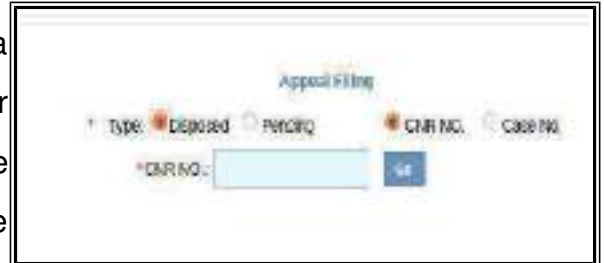 a
Appeal Filing
r
* Type: Disposed Pending CNR NO. Case No.
e
*CNR NO.: Go
e